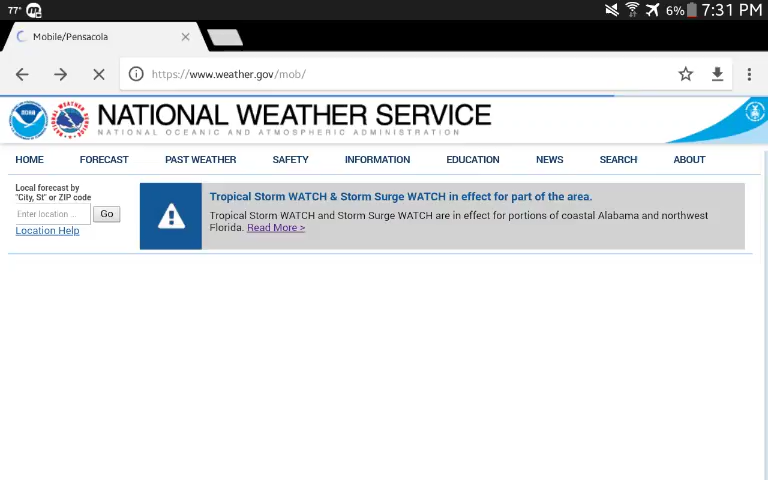 77°
6% 7:31 PM
Mobile/Pensacola
https://www.weather.gov/mob/
NATIONAL WEATHER SERVICE
NATIONAL OCEANIC AND ATMOSPHERIC ADMINISTRATION
HOME FORECAST PAST WEATHER SAFETY INFORMATION EDUCATION NEWS SEARCH ABOUT
Local forecast by
"City, St" or ZIP code
Enter location ...
Go
Location Help
Tropical Storm WATCH & Storm Surge WATCH in effect for part of the area.
Tropical Storm WATCH and Storm Surge WATCH are in effect for portions of coastal Alabama and northwest
Florida. Read More >